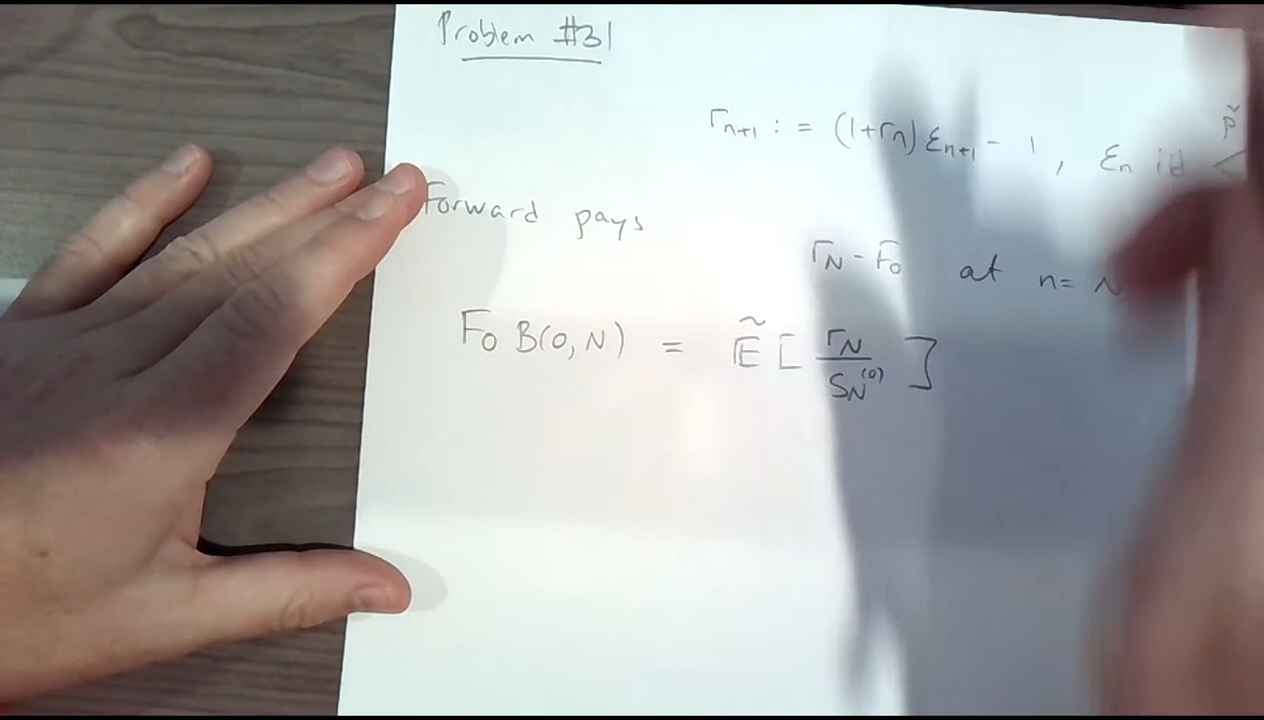 Problem #31
r_{n+1} := (1+r_n) ε_{n+1} - 1, ε_n iid < p̃
Forward pays
r_N - F_0 at n= N
F_0 B(0,N) = Ẽ [ r_N / S_N^{(0)} ]